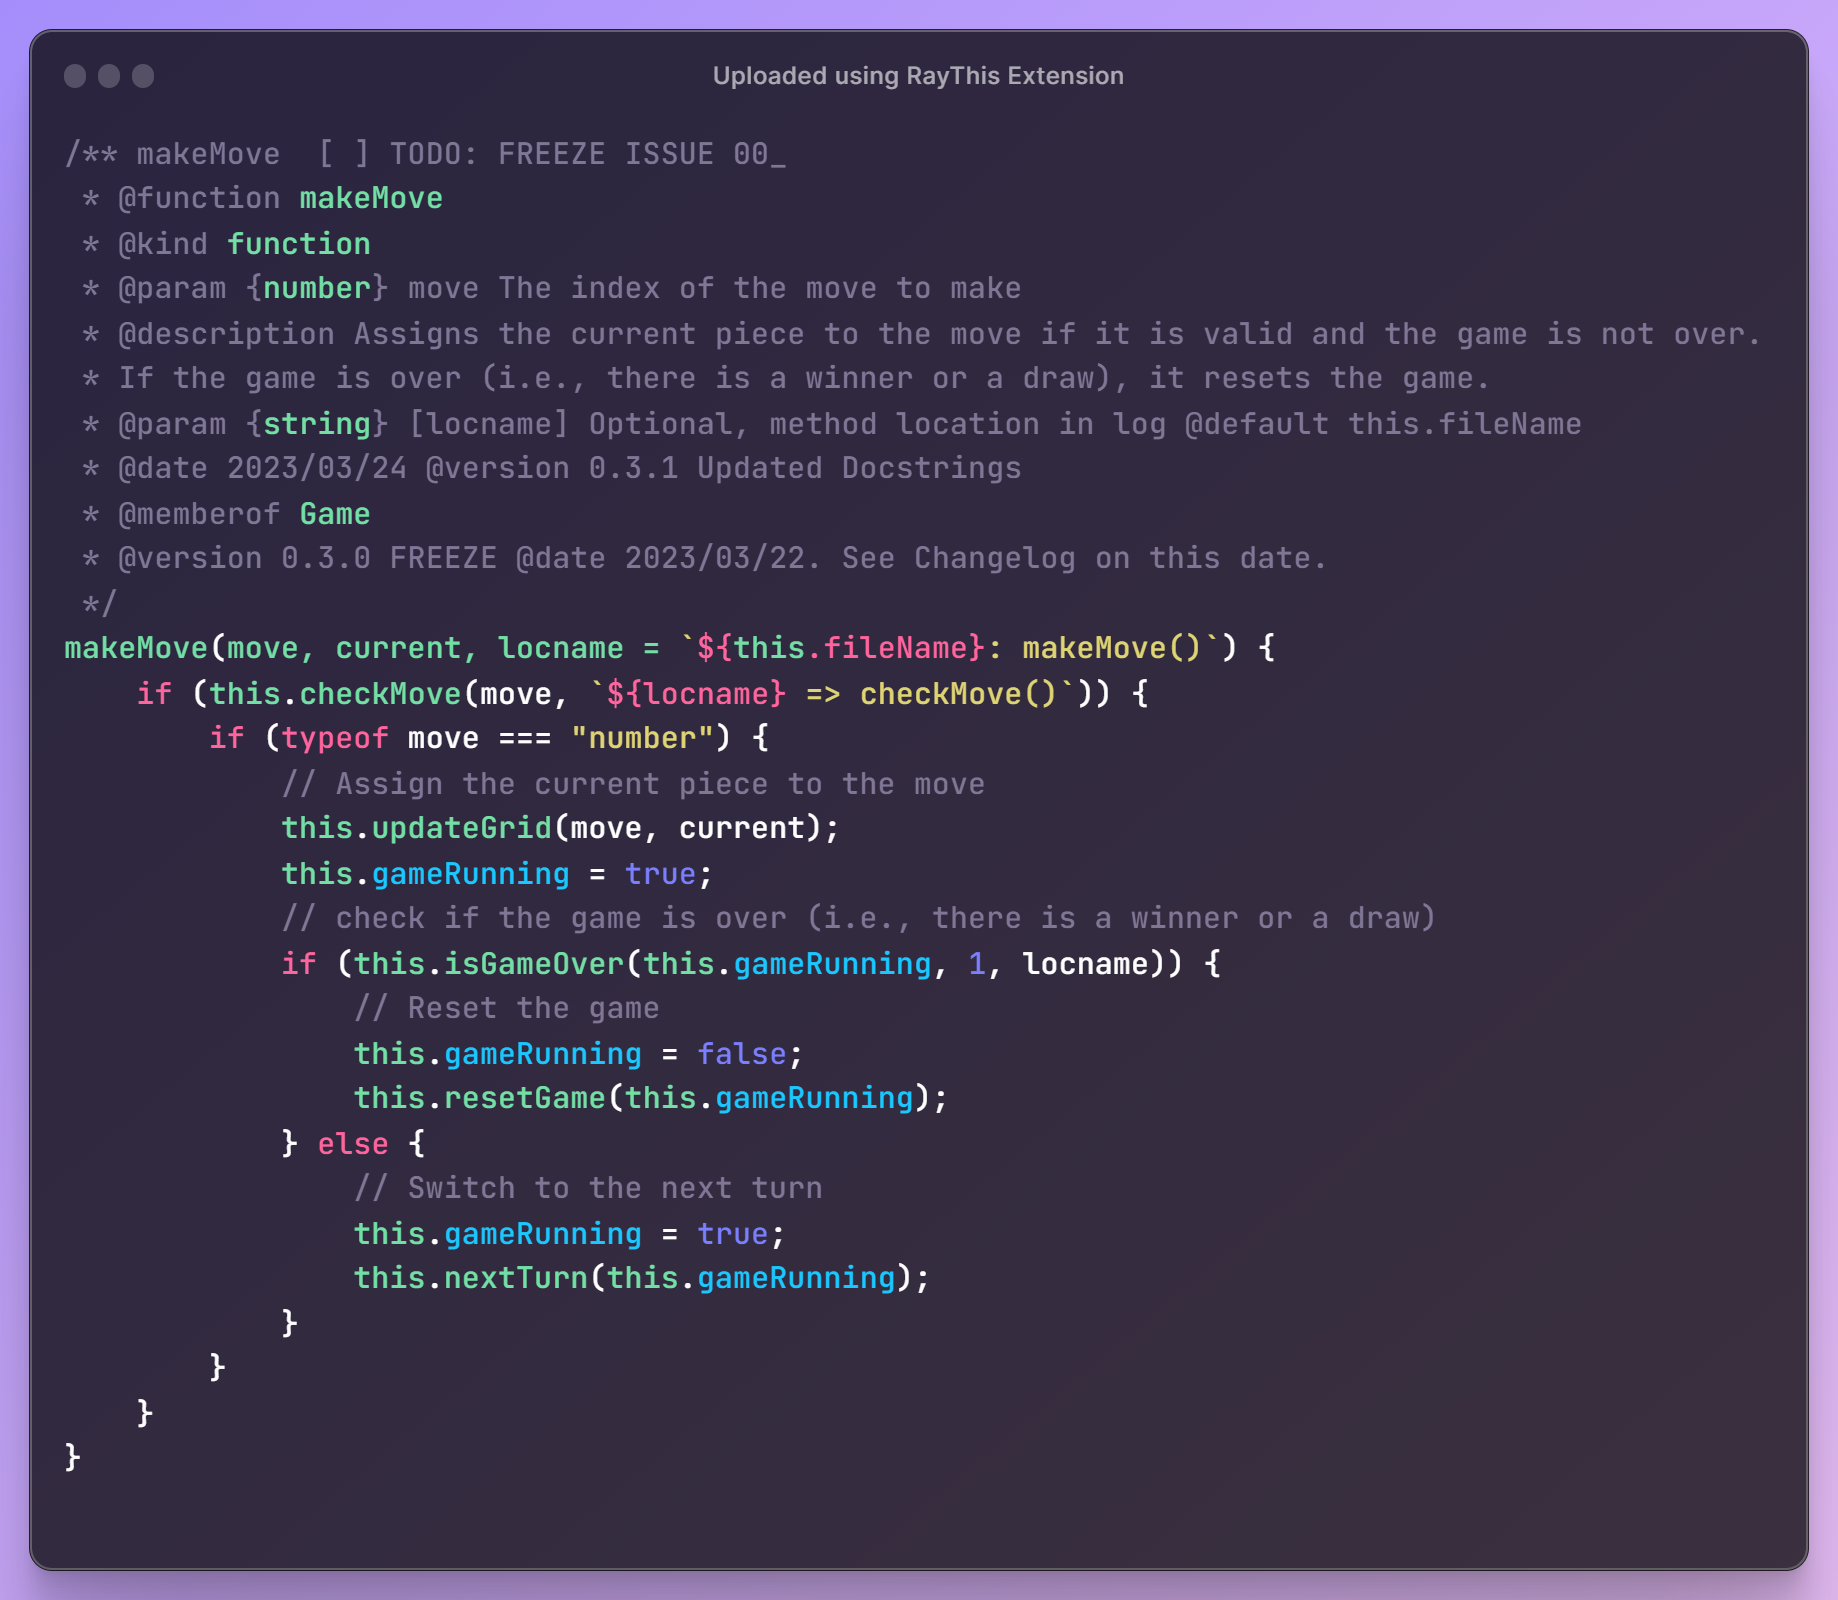 Uploaded using RayThis Extension
/** makeMove  [ ] TODO: FREEZE ISSUE 00_
 * @function makeMove
 * @kind function
 * @param {number} move The index of the move to make
 * @description Assigns the current piece to the move if it is valid and the game is not over.
 * If the game is over (i.e., there is a winner or a draw), it resets the game.
 * @param {string} [locname] Optional, method location in log @default this.fileName
 * @date 2023/03/24 @version 0.3.1 Updated Docstrings
 * @memberof Game
 * @version 0.3.0 FREEZE @date 2023/03/22. See Changelog on this date.
 */
makeMove(move, current, locname = `${this.fileName}: makeMove()`) {
    if (this.checkMove(move, `${locname} => checkMove()`)) {
        if (typeof move === "number") {
            // Assign the current piece to the move
            this.updateGrid(move, current);
            this.gameRunning = true;
            // check if the game is over (i.e., there is a winner or a draw)
            if (this.isGameOver(this.gameRunning, 1, locname)) {
                // Reset the game
                this.gameRunning = false;
                this.resetGame(this.gameRunning);
            } else {
                // Switch to the next turn
                this.gameRunning = true;
                this.nextTurn(this.gameRunning);
            }
        }
    }
}